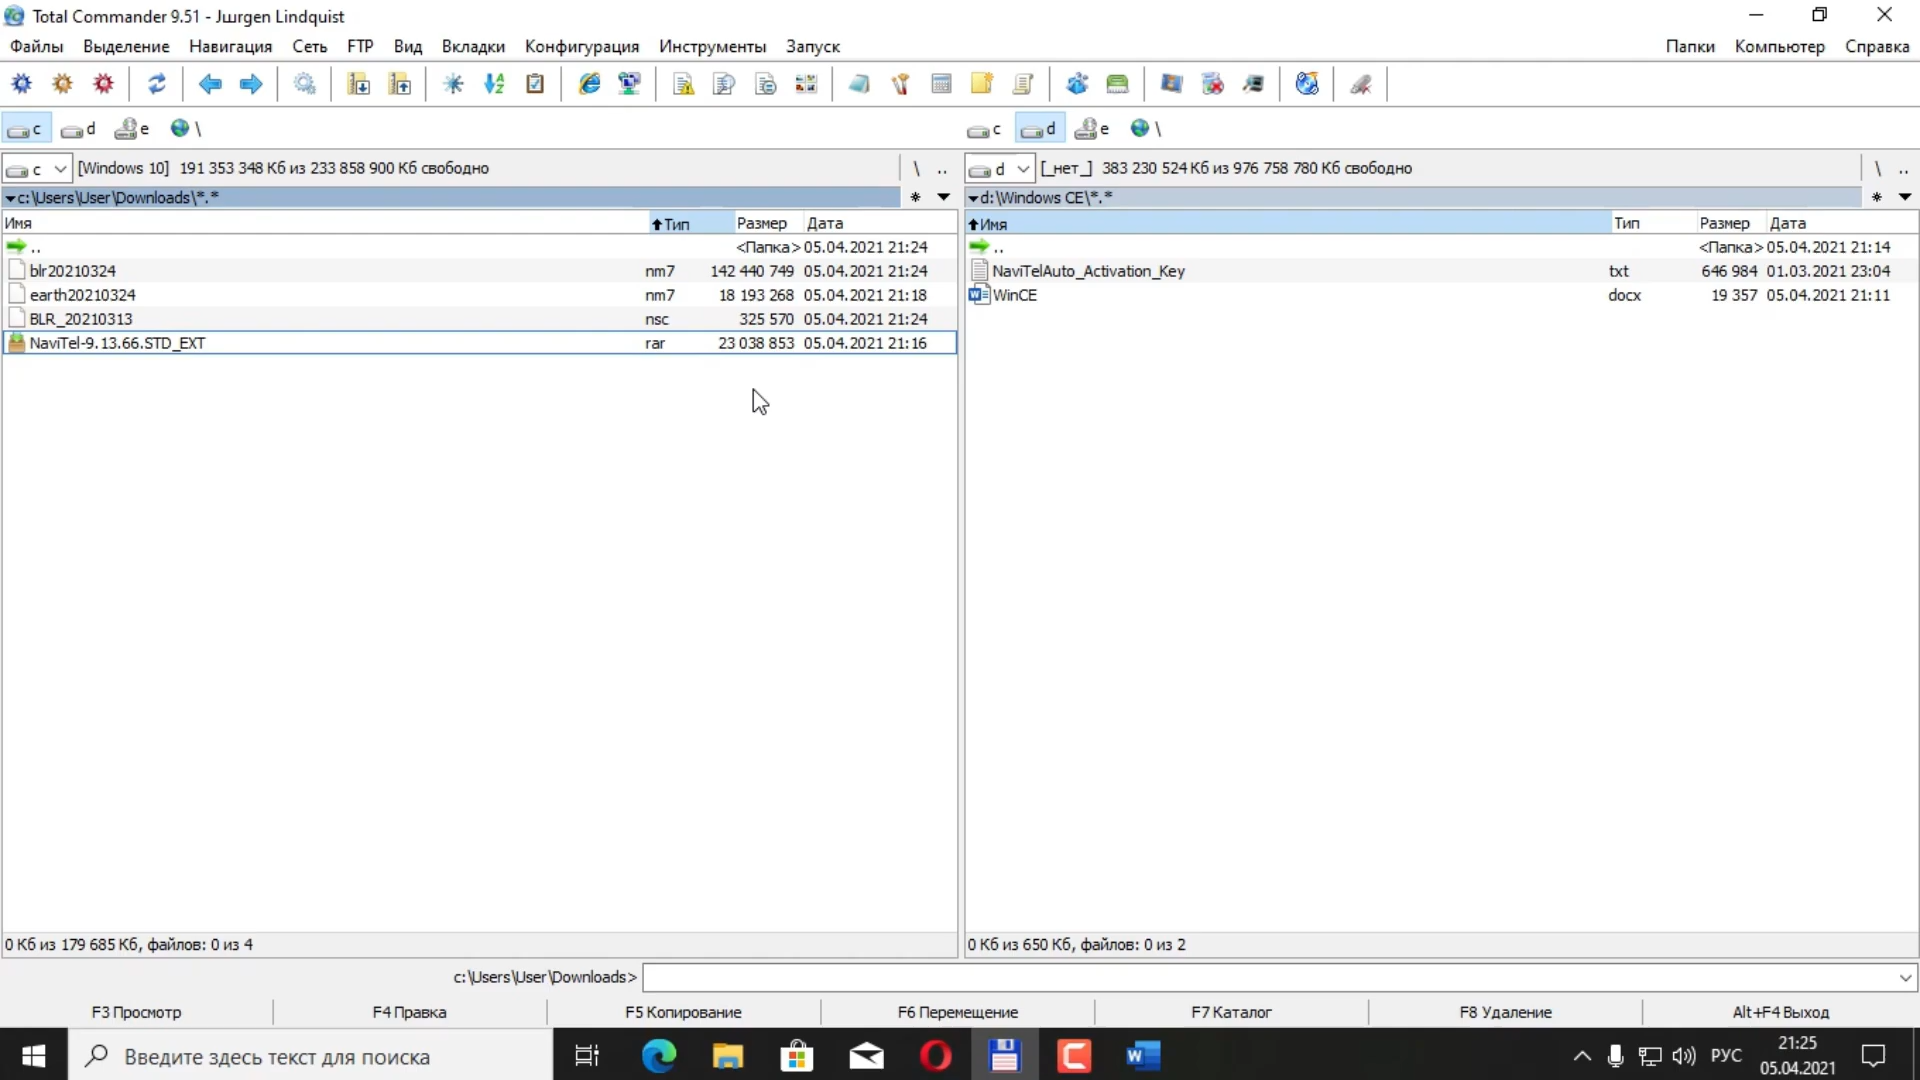 Total Commander 9.51 - Jurgen Lindquist
Файлы Выделение Навигация Сеть FTP Вид Вкладки Конфигурация Инструменты Запуск Папки Компьютер Справка
c d e \ c d e \
c [Windows 10] 191 353 348 Кб из 233 858 900 Кб свободно \ .. d [_нет_] 383 230 524 Кб из 976 758 780 Кб свободно \ ..
c:\Users\User\Downloads\*.* * d:\Windows CE\*.* *
Имя Тип Размер Дата Имя Тип Размер Дата
.. <Папка> 05.04.2021 21:24 .. <Папка> 05.04.2021 21:14
blr20210324 nm7 142 440 749 05.04.2021 21:24 NaviTelAuto_Activation_Key txt 646 984 01.03.2021 23:04
earth20210324 nm7 18 193 268 05.04.2021 21:18 WinCE docx 19 357 05.04.2021 21:11
BLR_20210313 nsc 325 570 05.04.2021 21:24
NaviTel-9.13.66.STD_EXT rar 23 038 853 05.04.2021 21:16
0 Кб из 179 685 Кб, файлов: 0 из 4 0 Кб из 650 Кб, файлов: 0 из 2
c:\Users\User\Downloads>
F3 Просмотр F4 Правка F5 Копирование F6 Перемещение F7 Каталог F8 Удаление Alt+F4 Выход
Введите здесь текст для поиска РУС 21:25
05.04.2021